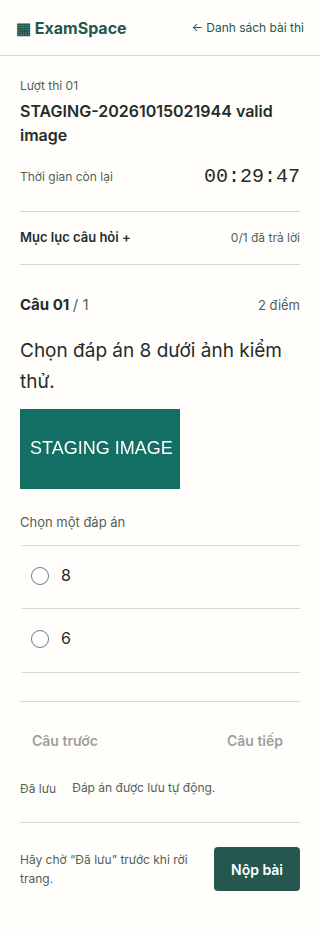 ExamSpace
← Danh sách bài thi
Lượt thi 01
STAGING-20261015021944 valid
image
Thời gian còn lại
00:29:47
Mục lục câu hỏi +
0/1 đã trả lời
Câu 01 / 1
2 điểm
Chọn đáp án 8 dưới ảnh kiểm
thử.
STAGING IMAGE
Chọn một đáp án
8
6
Câu trước
Câu tiếp
Đã lưu
Đáp án được lưu tự động.
Hãy chờ “Đã lưu” trước khi rời
trang.
Nộp bài